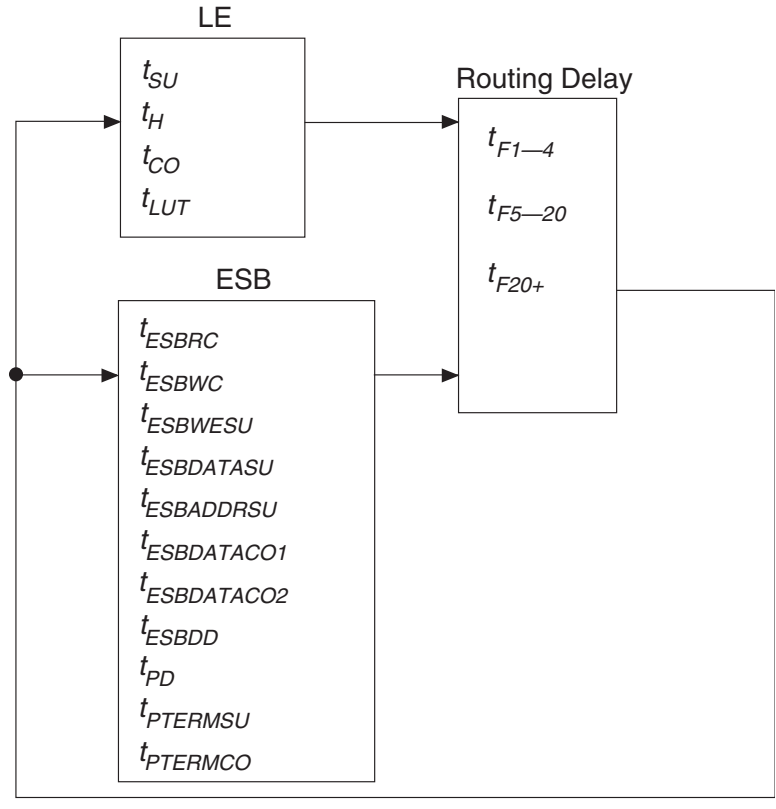 LE
tSU
tH
tCO
tLUT
Routing Delay
tF1—4
tF5—20
tF20+
ESB
tESBRC
tESBWC
tESBWESU
tESBDATASU
tESBADDRSU
tESBDATACO1
tESBDATACO2
tESBDD
tPD
tPTERMSU
tPTERMCO